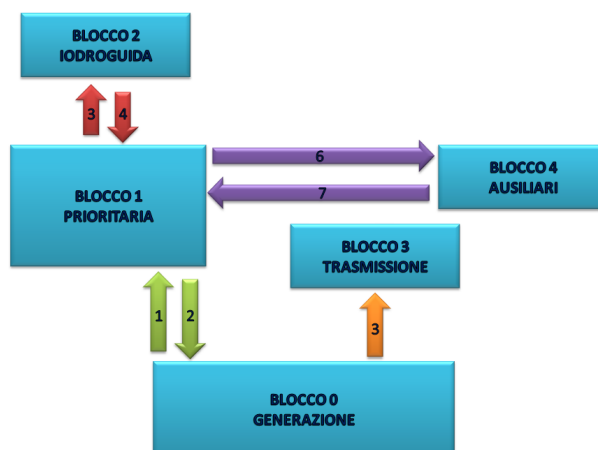 BLOCCO 2
IODROGUIDA
3
4
6
BLOCCO 1
PRIORITARIA
BLOCCO 4
AUSILIARI
7
BLOCCO 3
TRASMISSIONE
1
2
3
BLOCCO 0
GENERAZIONE